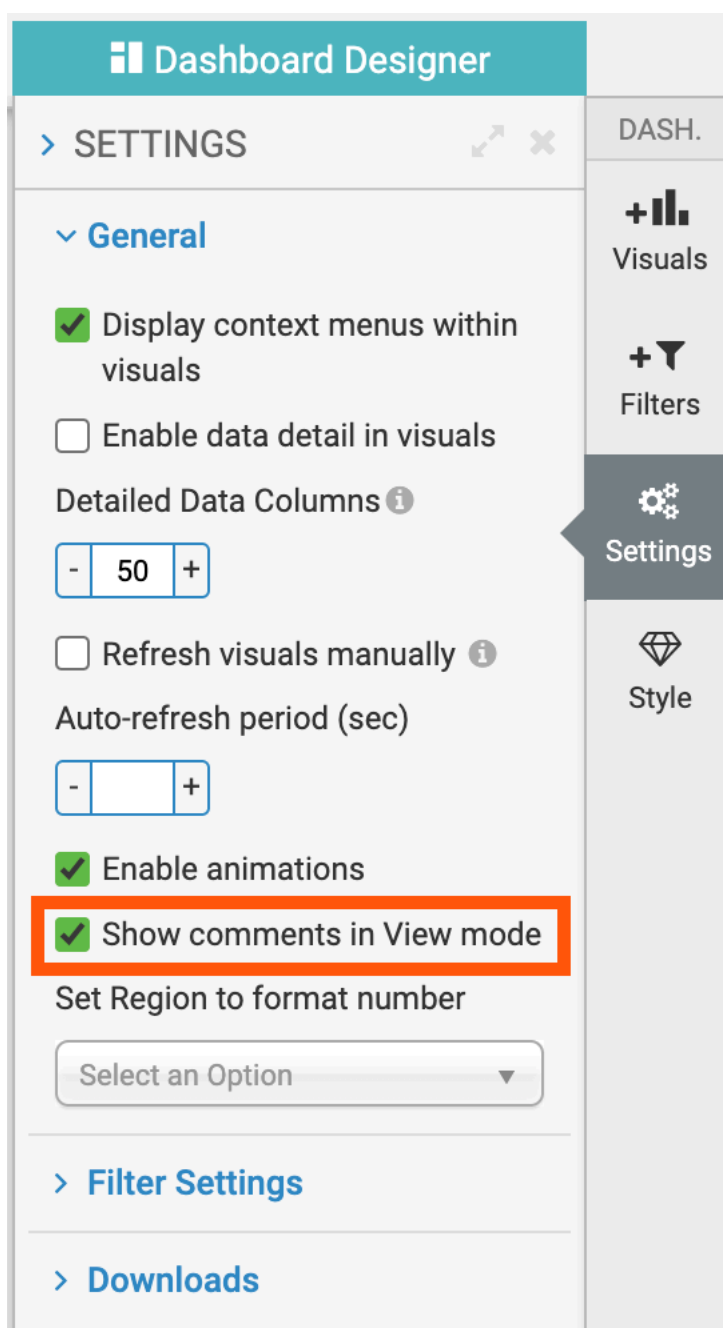 Dashboard Designer
SETTINGS
DASH.
General
Visuals
Display context menus within
visuals
Filters
Enable data detail in visuals
Detailed Data Columns
Settings
- 50 +
Refresh visuals manually
Style
Auto-refresh period (sec)
- +
Enable animations
Show comments in View mode
Set Region to format number
Select an Option
Filter Settings
Downloads